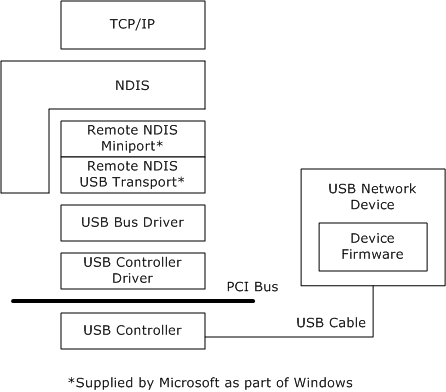 TCP/IP
NDIS
Remote NDIS
Miniport*
Remote NDIS
USB Transport*
USB Bus Driver
USB Controller
Driver
PCI Bus
USB Controller
USB Cable
USB Network
Device
Device
Firmware
*Supplied by Microsoft as part of Windows